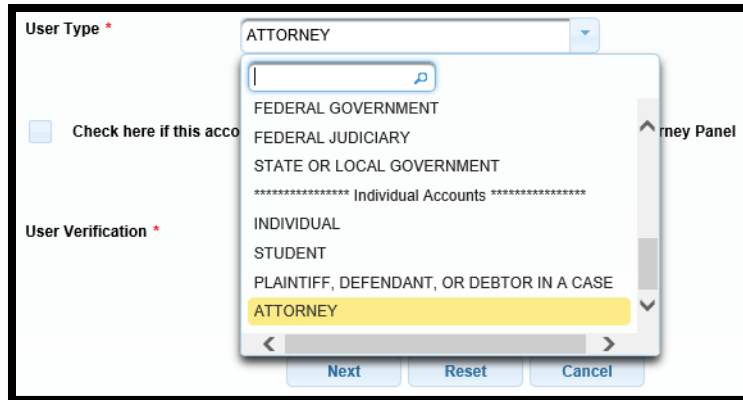 User Type *
ATTORNEY
FEDERAL GOVERNMENT
Check here if this acco rney Panel
FEDERAL JUDICIARY
STATE OR LOCAL GOVERNMENT
**************** Individual Accounts ****************
INDIVIDUAL
User Verification *
STUDENT
PLAINTIFF, DEFENDANT, OR DEBTOR IN A CASE
ATTORNEY
Next Reset Cancel